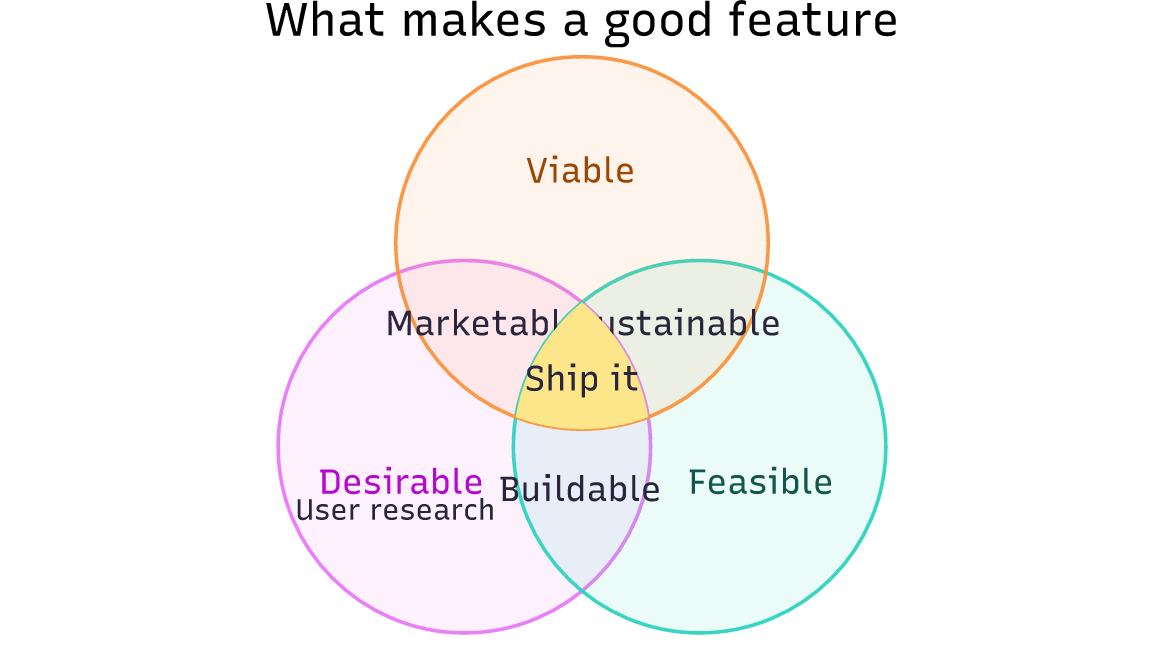 What makes a good feature
Viable
Marketabl ustainable
Ship it
Desirable Buildable Feasible
User research